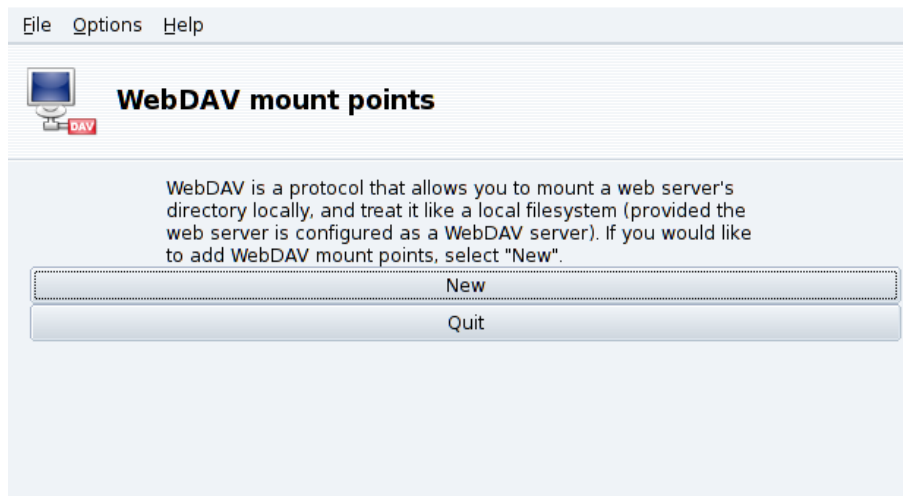 File Options Help
WebDAV mount points
DAV
WebDAV is a protocol that allows you to mount a web server's
directory locally, and treat it like a local filesystem (provided the
web server is configured as a WebDAV server). If you would like
to add WebDAV mount points, select "New".
New
Quit